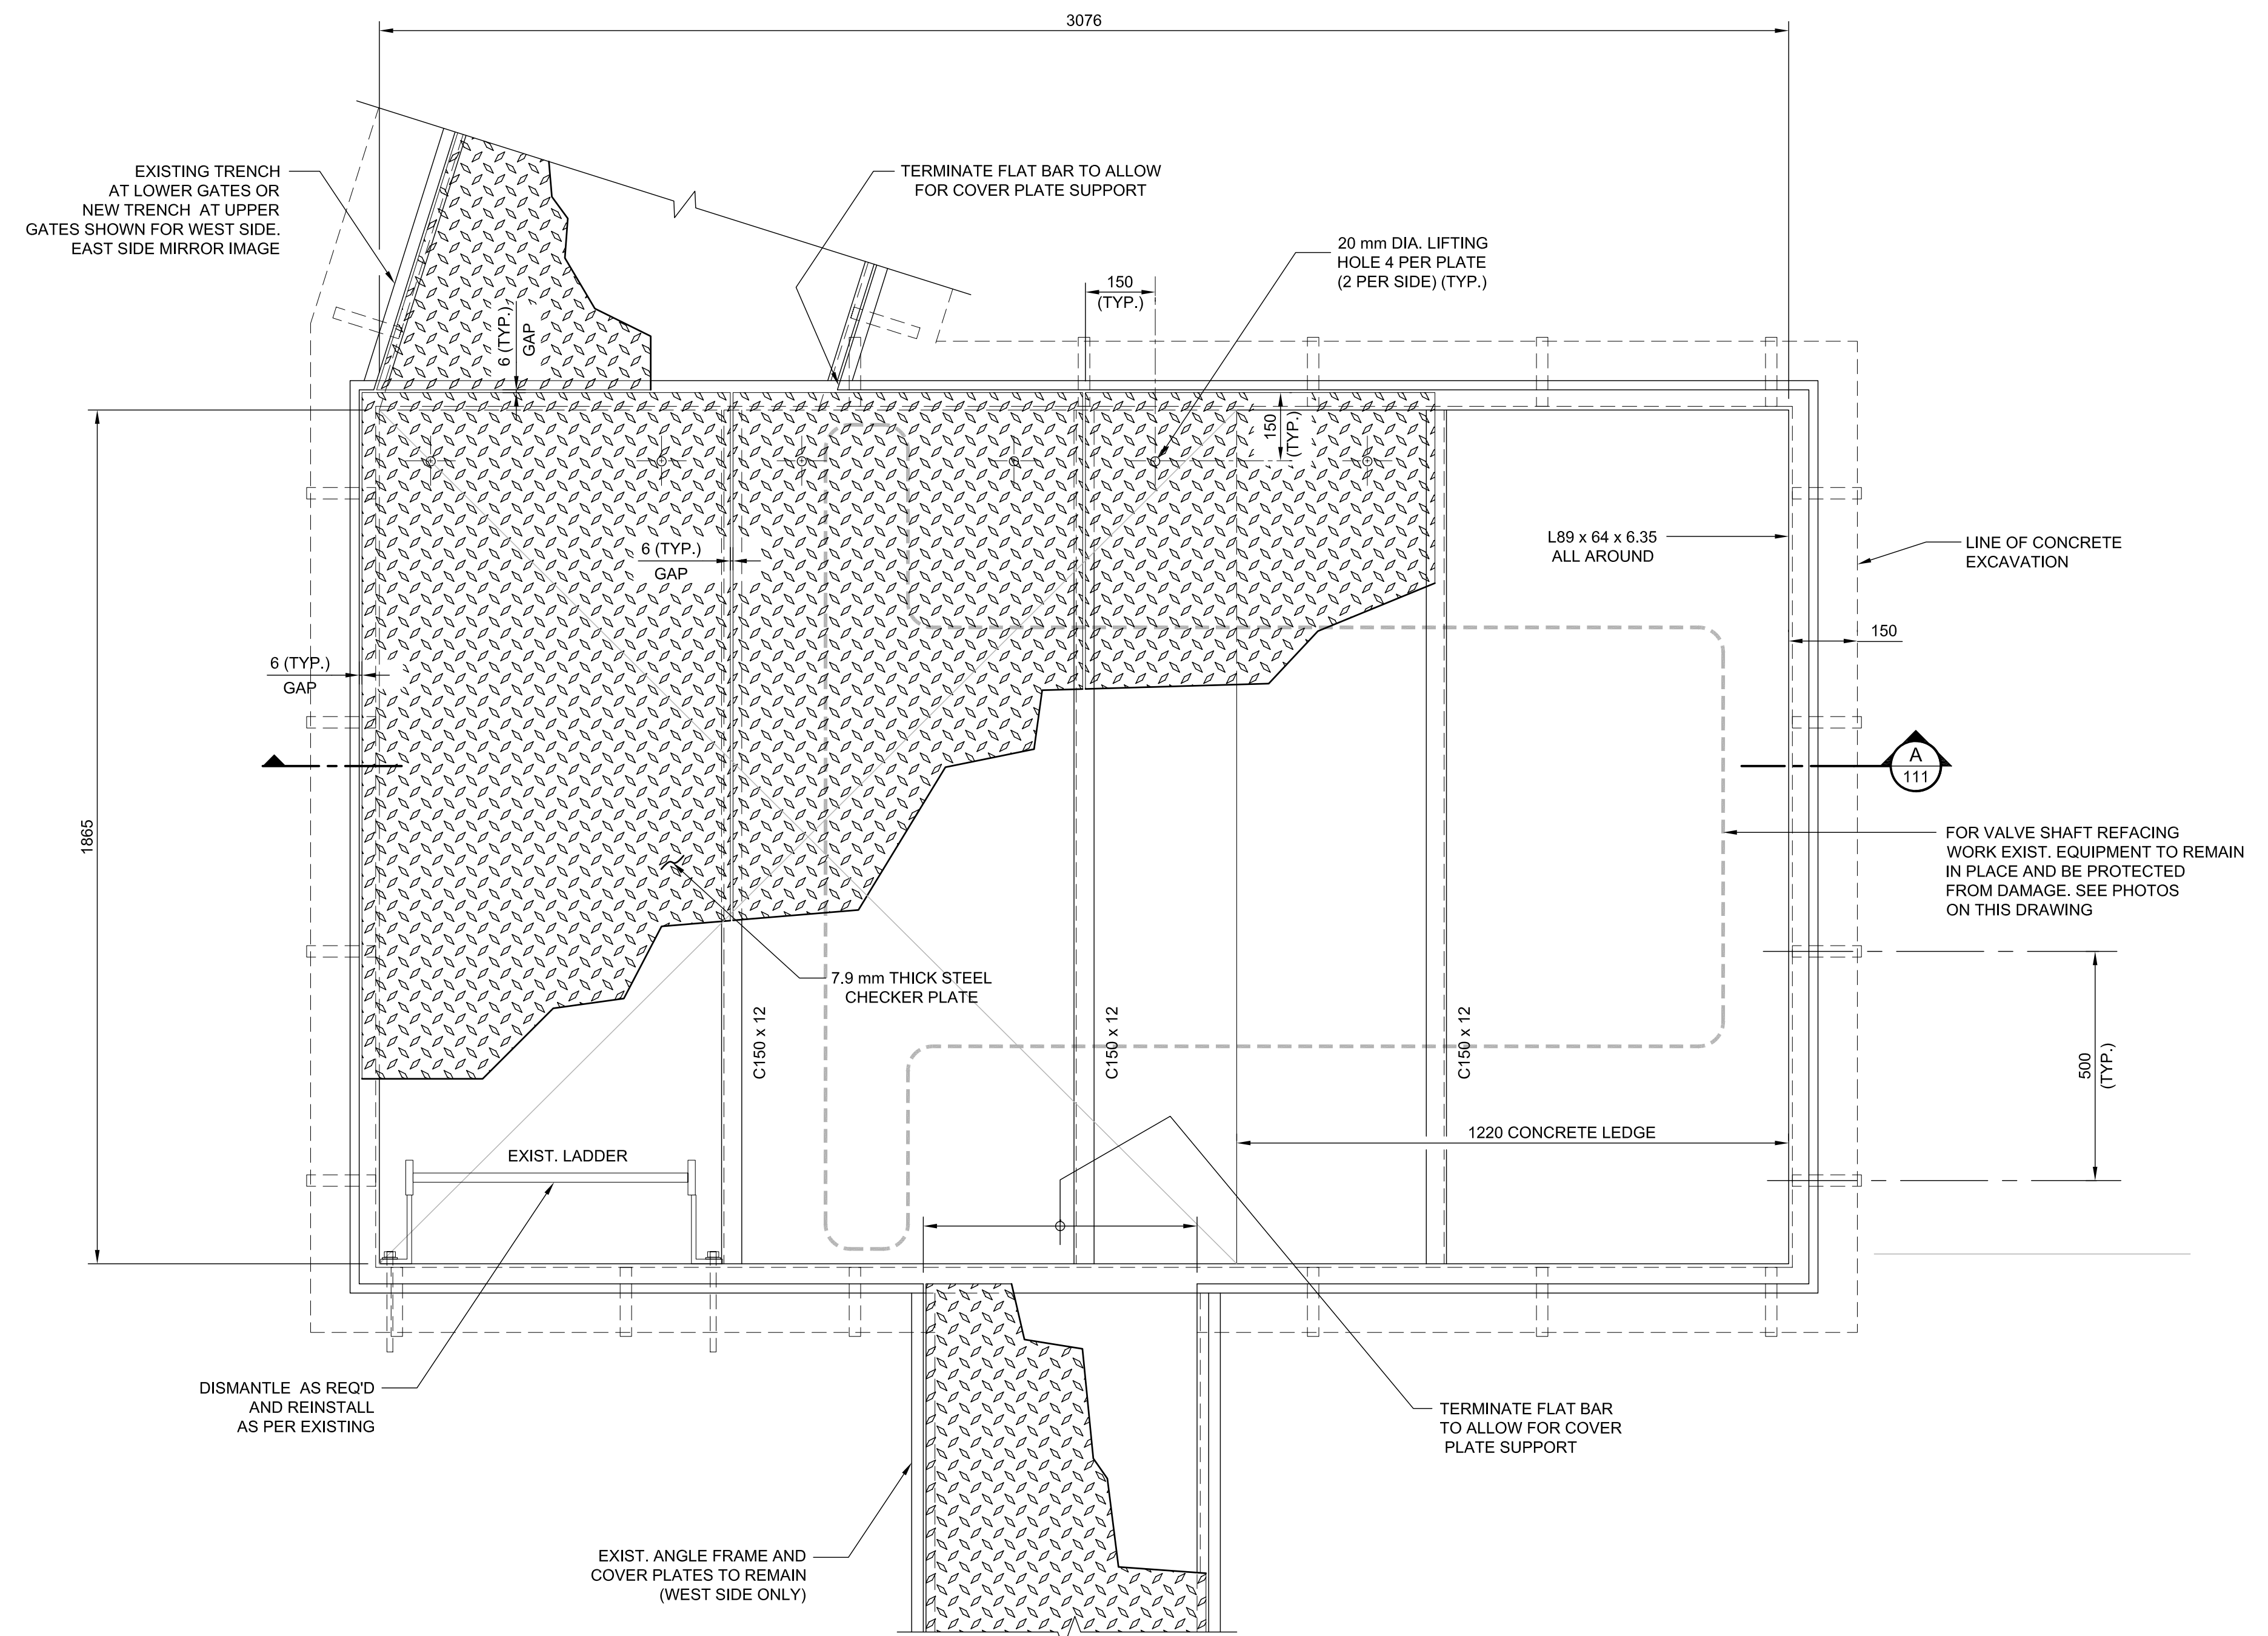 3076
EXISTING TRENCH
AT LOWER GATES OR
NEW TRENCH AT UPPER
GATES SHOWN FOR WEST SIDE.
EAST SIDE MIRROR IMAGE
TERMINATE FLAT BAR TO ALLOW
FOR COVER PLATE SUPPORT
20 mm DIA. LIFTING
HOLE 4 PER PLATE
(2 PER SIDE) (TYP.)
150
(TYP.)
6 (TYP.)
GAP
150
(TYP.)
6 (TYP.)
GAP
L89 x 64 x 6.35
ALL AROUND
LINE OF CONCRETE
EXCAVATION
150
6 (TYP.)
GAP
A
111
1865
FOR VALVE SHAFT REFACING
WORK EXIST. EQUIPMENT TO REMAIN
IN PLACE AND BE PROTECTED
FROM DAMAGE. SEE PHOTOS
ON THIS DRAWING
7.9 mm THICK STEEL
CHECKER PLATE
C150 x 12
C150 x 12
C150 x 12
500
(TYP.)
1220 CONCRETE LEDGE
EXIST. LADDER
DISMANTLE AS REQ'D
AND REINSTALL
AS PER EXISTING
TERMINATE FLAT BAR
TO ALLOW FOR COVER
PLATE SUPPORT
EXIST. ANGLE FRAME AND
COVER PLATES TO REMAIN
(WEST SIDE ONLY)